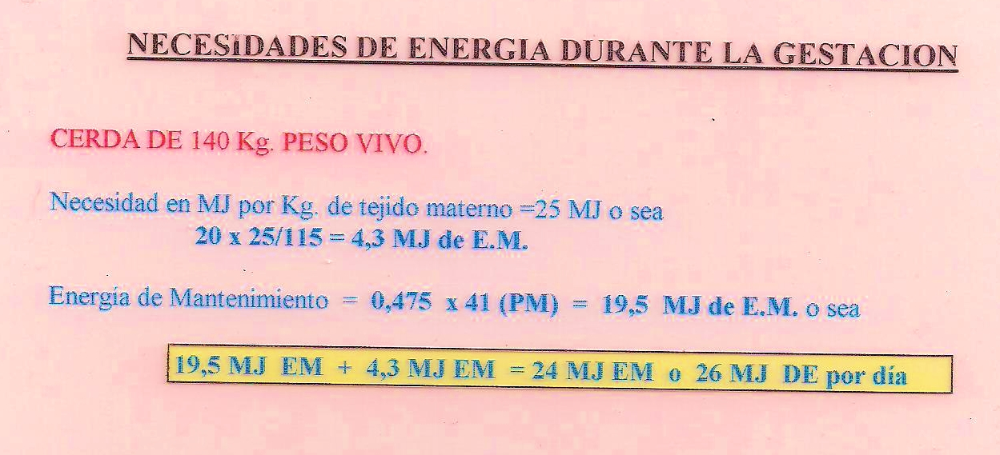 NECESIDADES DE ENERGIA DURANTE LA GESTACION
CERDA DE 140 Kg. PESO VIVO.
Necesidad en MJ por Kg. de tejido materno =25 MJ o sea
20 x 25/115 = 4,3 MJ de E.M.
Energía de Mantenimiento = 0,475 x 41 (PM) = 19,5 MJ de E.M. o sea
19,5 MJ EM + 4,3 MJ EM = 24 MJ EM o 26 MJ DE por día